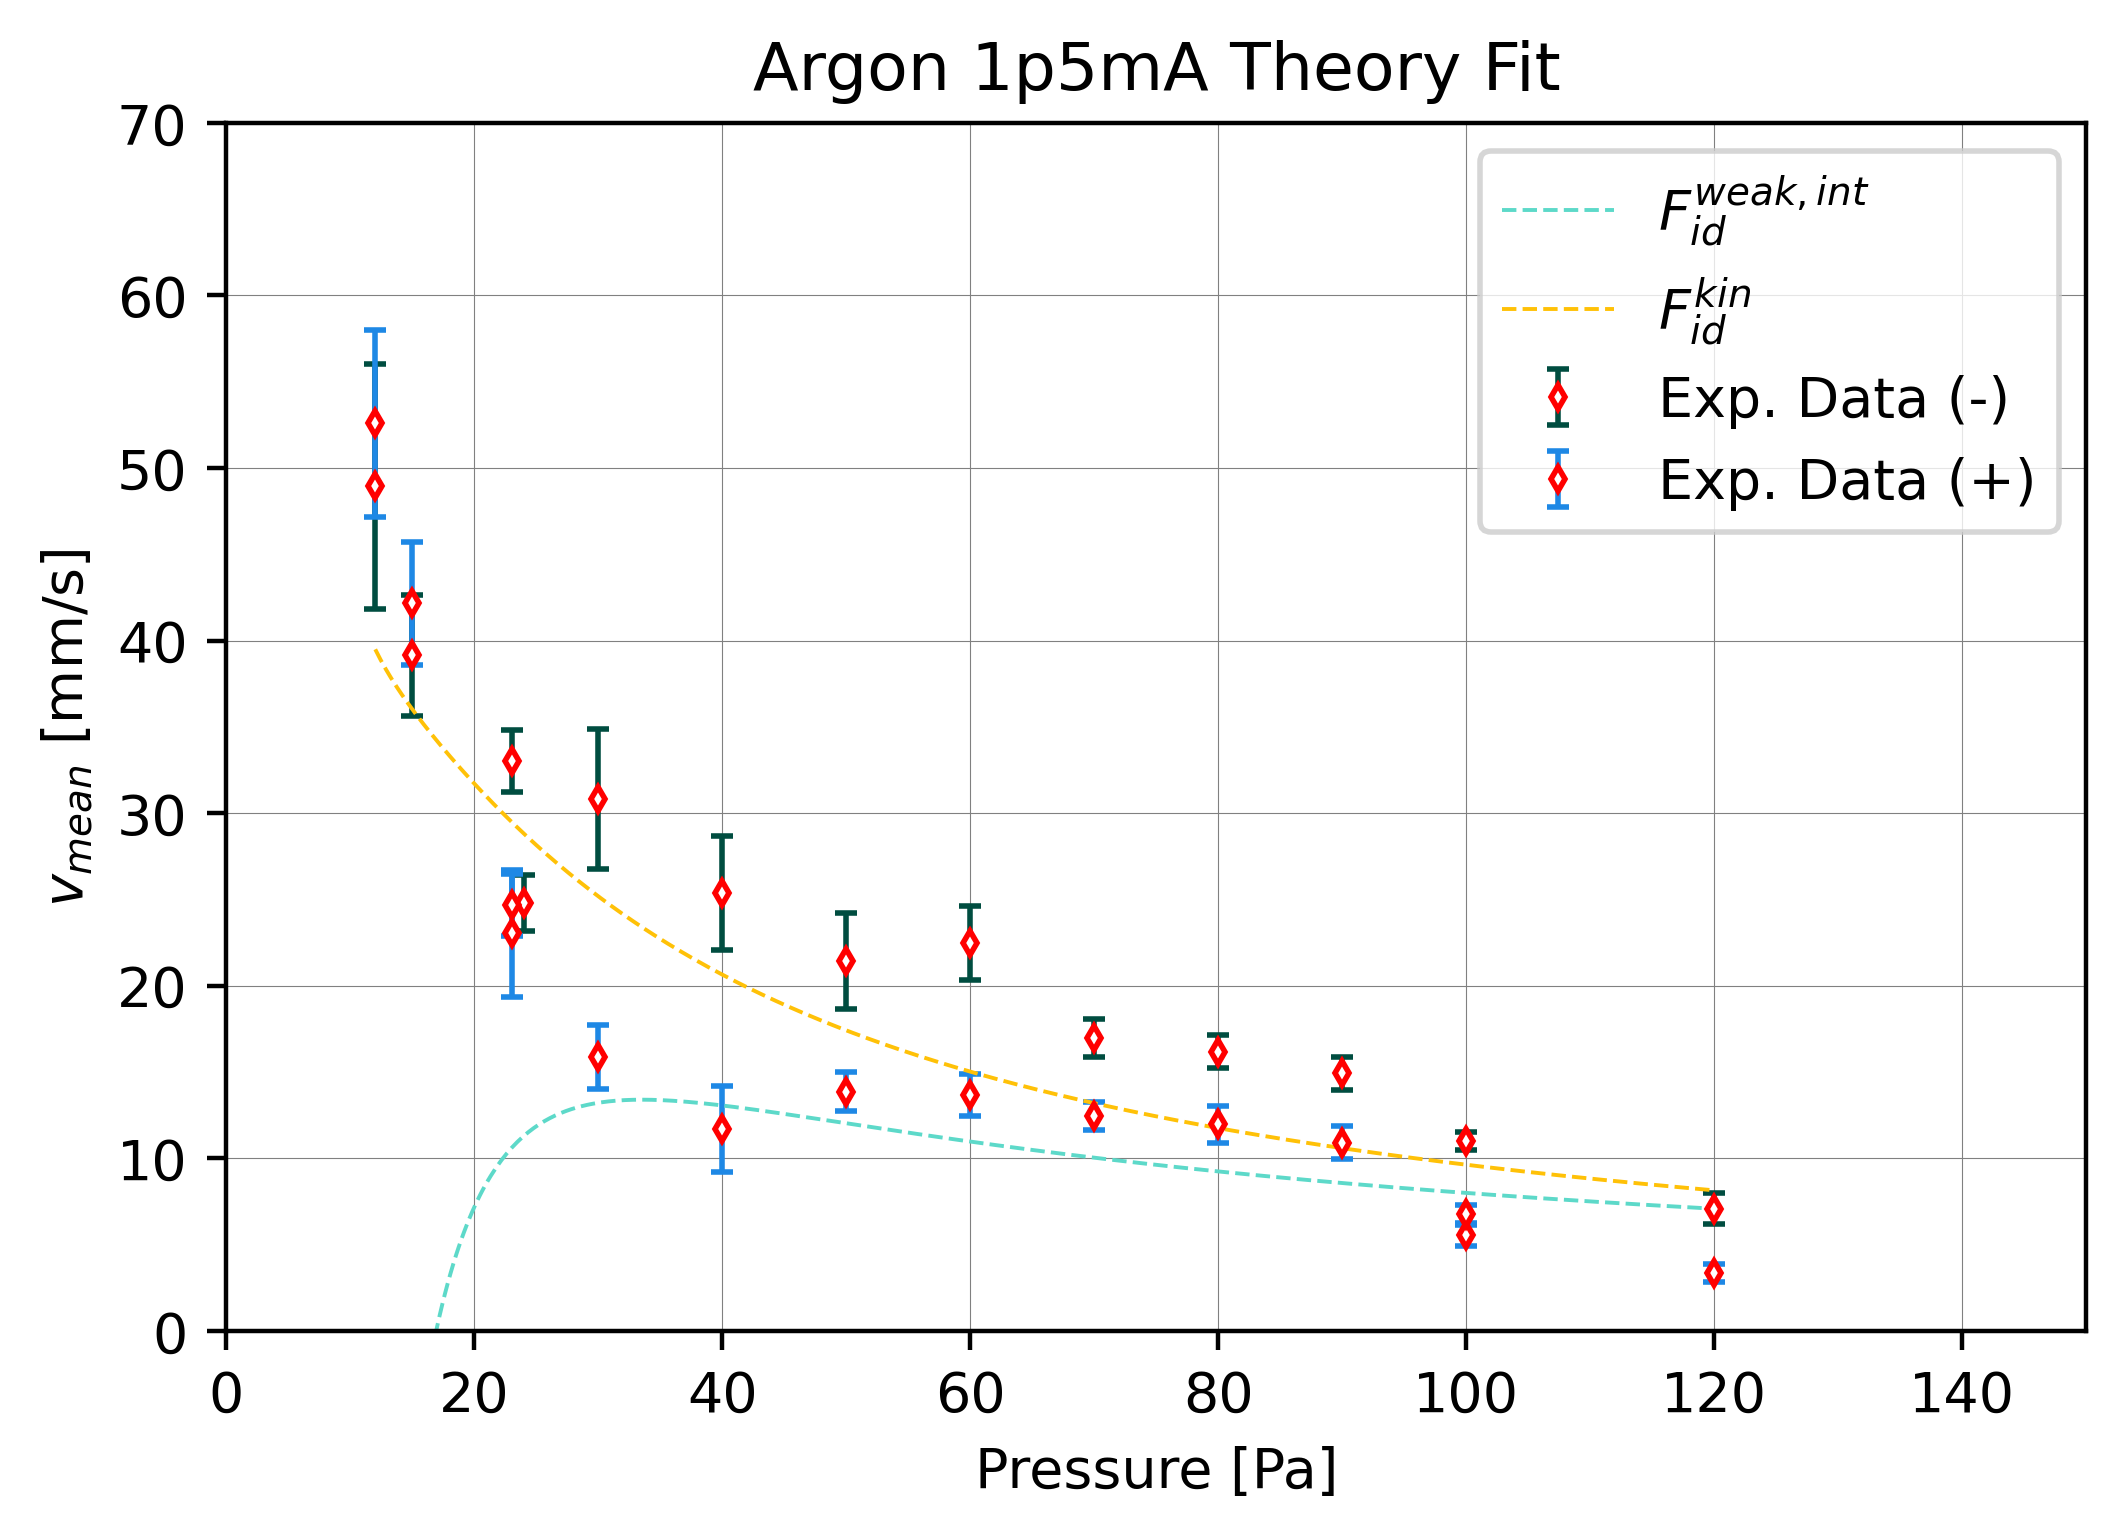 Argon 1p5mA Theory Fit
70
60
50
40
30
20
10
0
v_{mean} [mm/s]
F_{id}^{weak, int}
F_{id}^{kin}
Exp. Data (-)
Exp. Data (+)
0 20 40 60 80 100 120 140
Pressure [Pa]